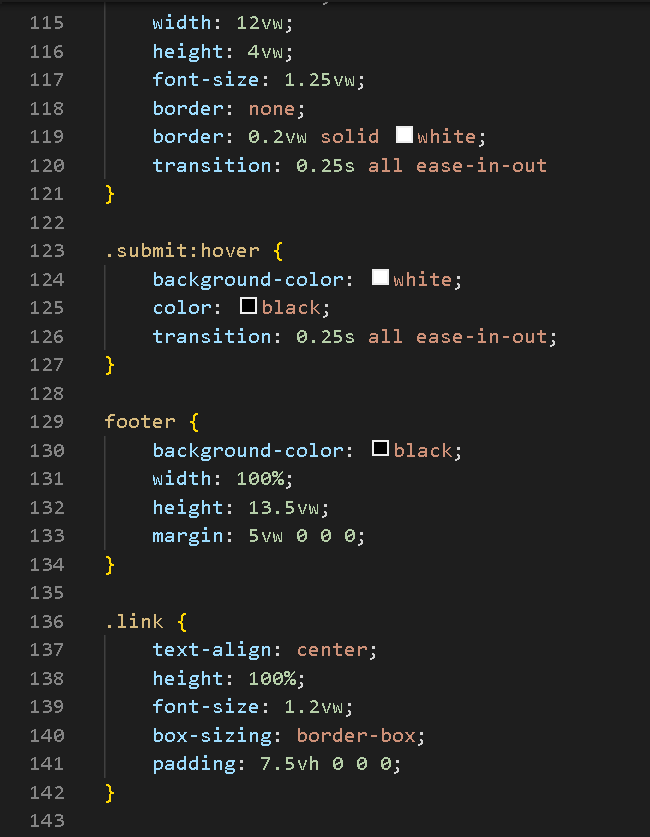 115 width: 12vw;
116 height: 4vw;
117 font-size: 1.25vw;
118 border: none;
119 border: 0.2vw solid white;
120 transition: 0.25s all ease-in-out
121 }
122
123 .submit:hover {
124 background-color: white;
125 color: black;
126 transition: 0.25s all ease-in-out;
127 }
128
129 footer {
130 background-color: black;
131 width: 100%;
132 height: 13.5vw;
133 margin: 5vw 0 0 0;
134 }
135
136 .link {
137 text-align: center;
138 height: 100%;
139 font-size: 1.2vw;
140 box-sizing: border-box;
141 padding: 7.5vh 0 0 0;
142 }
143